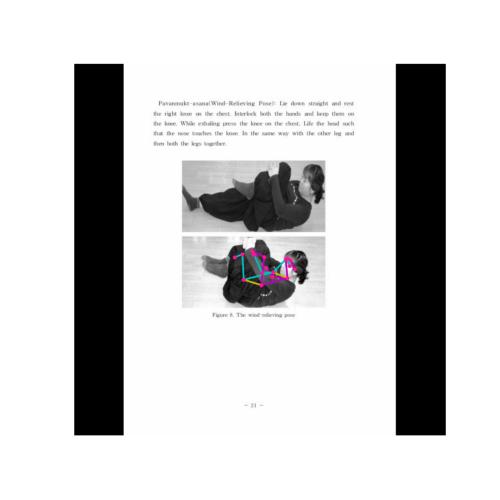 Pavanmukt-asana(Wind-Relieving Pose): Lie down straight and rest
the right knee on the chest. Interlock both the hands and keep them on
the knee. While exhaling press the knee on the chest. Life the head such
that the nose touches the knee. In the same way with the other leg and
then both the legs together.
Figure 8. The wind relieving pose
- 21 -